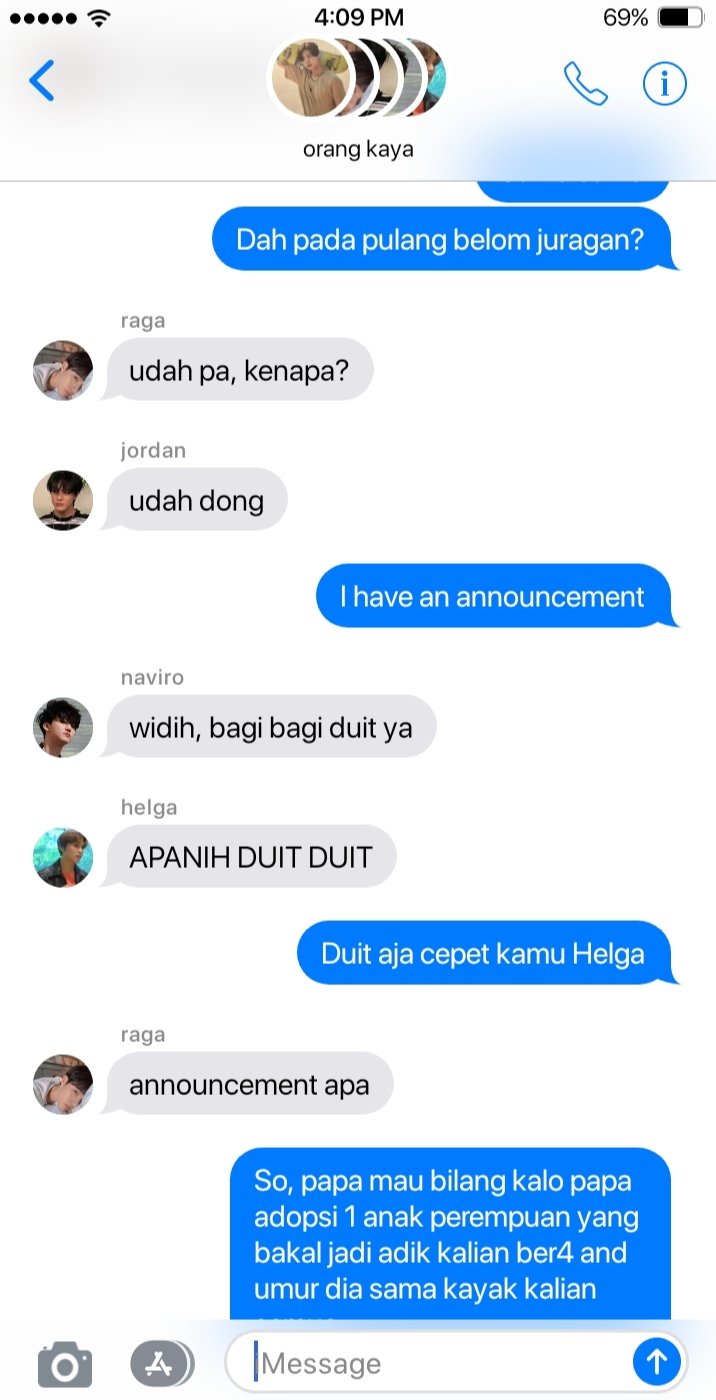 4:09 PM
69%
orang kaya
Dah pada pulang belom juragan?
raga
udah pa, kenapa?
jordan
udah dong
I have an announcement
naviro
widih, bagi bagi duit ya
helga
APANIH DUIT DUIT
Duit aja cepet kamu Helga
raga
announcement apa
So, papa mau bilang kalo papa
adopsi 1 anak perempuan yang
bakal jadi adik kalian ber4 and
umur dia sama kayak kalian
Message